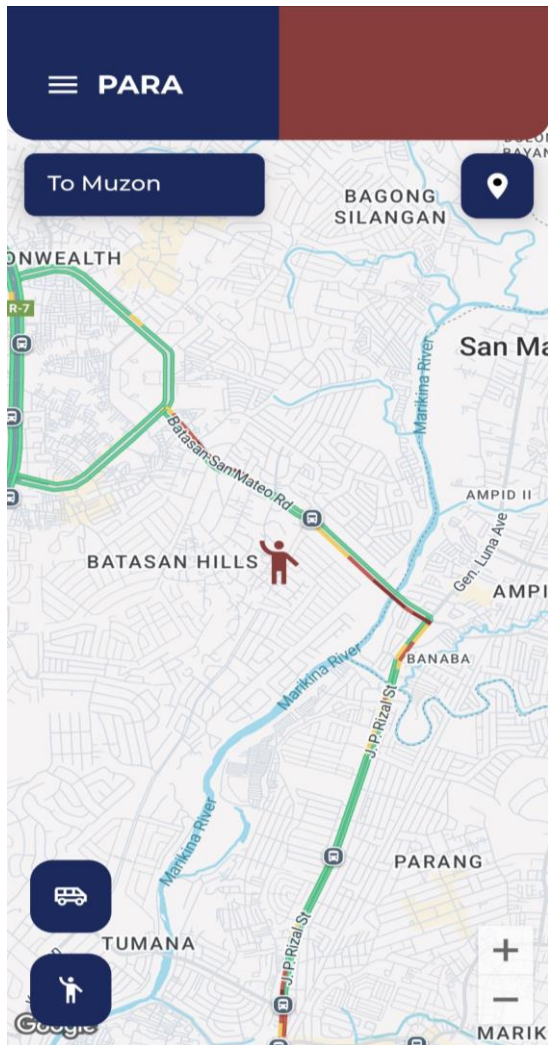 PARA
BAYAN
To Muzon
BAGONG
SILANGAN
ONWEALTH
R-7
San Ma
Marikina River
Batasan-San Mateo Rd
AMPID II
Gen. Luna Ave
BATASAN HILLS
AMPI
BANABA
Marikina River
J.P. Rizal St
Marikina River
PARANG
J.P. Rizal St
TUMANA
+
−
Google
MARIK